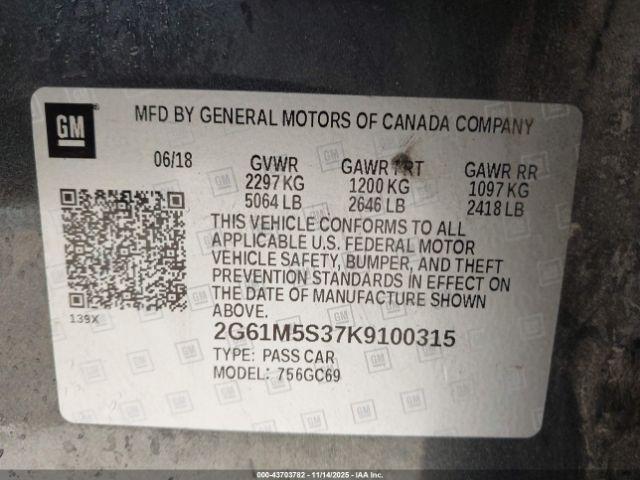 GM
MFD BY GENERAL MOTORS OF CANADA COMPANY
06/18 GVWR GAWR FRT GAWR RR
2297 KG 1200 KG 1097 KG
5064 LB 2646 LB 2418 LB
THIS VEHICLE CONFORMS TO ALL
APPLICABLE U.S. FEDERAL MOTOR
VEHICLE SAFETY, BUMPER, AND THEFT
PREVENTION STANDARDS IN EFFECT ON
THE DATE OF MANUFACTURE SHOWN
ABOVE.
139X
2G61M5S37K9100315
TYPE: PASS CAR
MODEL: 756GC69
000-43703782 - 11/14/2025 - IAA Inc.